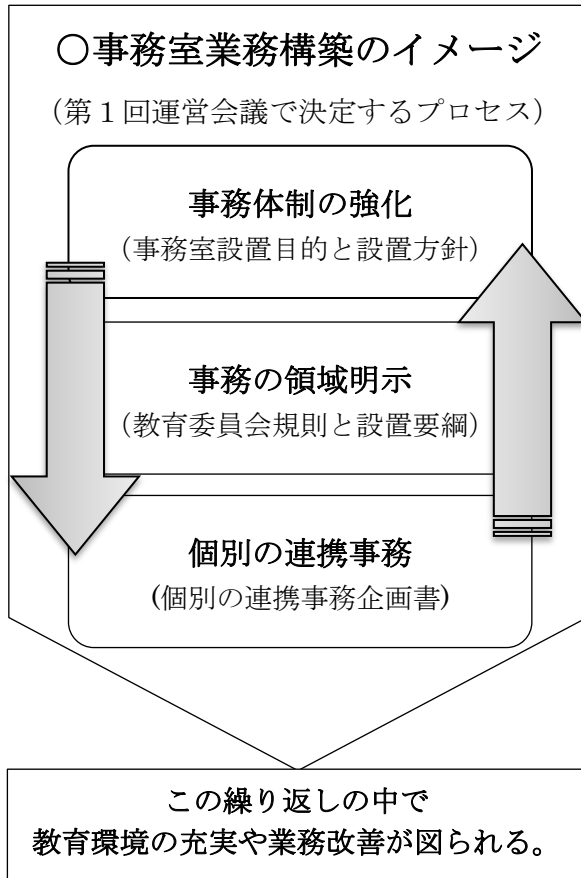 〇事務室業務構築のイメージ
（第１回運営会議で決定するプロセス）
事務体制の強化
（事務室設置目的と設置方針）
事務の領域明示
（教育委員会規則と設置要綱）
個別の連携事務
(個別の連携事務企画書)
この繰り返しの中で
教育環境の充実や業務改善が図られる。